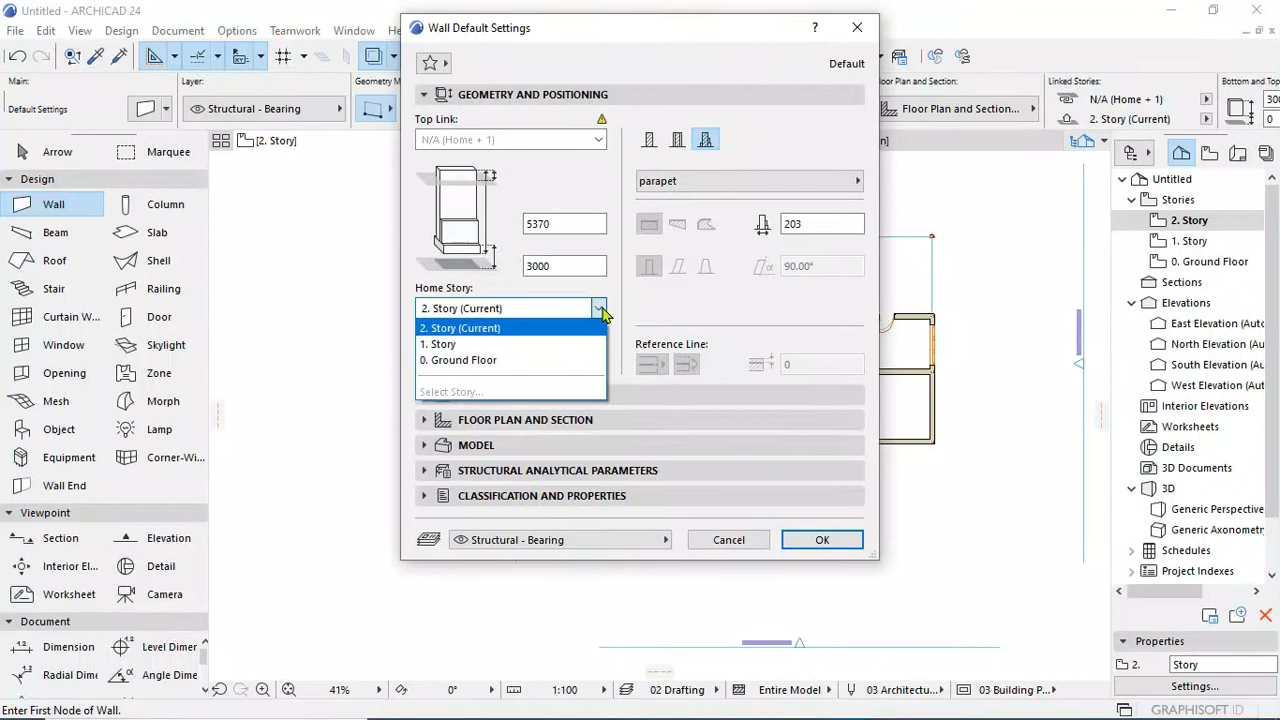 Untitled - ARCHICAD 24
File Edit View Design Document Options Teamwork Window
Main:
Layer:
Geometry M
Default Settings
Structural - Bearing
Floor Plan and Section...
Linked Stories:
N/A (Home + 1)
2. Story (Current)
Bottom and Top
0
[2. Story]
Wall Default Settings
?
Default
GEOMETRY AND POSITIONING
Top Link:
N/A (Home + 1)
5370
3000
Home Story:
2. Story (Current)
2. Story (Current)
1. Story
0. Ground Floor
Select Story...
parapet
203
90.00°
Reference Line:
0
FLOOR PLAN AND SECTION
MODEL
STRUCTURAL ANALYTICAL PARAMETERS
CLASSIFICATION AND PROPERTIES
Structural - Bearing
Cancel
OK
Arrow
Marquee
Design
Wall
Column
Beam
Slab
Roof
Shell
Stair
Railing
Curtain W...
Door
Window
Skylight
Opening
Zone
Mesh
Morph
Object
Lamp
Equipment
Corner-Wi...
Wall End
Viewpoint
Section
Elevation
Interior El...
Detail
Worksheet
Camera
Document
Dimension
Level Dimer
Radial Dim
Angle Dime
Untitled
Stories
2. Story
1. Story
0. Ground Floor
Sections
Elevations
East Elevation (Auto
North Elevation (Au
South Elevation (Au
West Elevation (Aut
Interior Elevations
Worksheets
Details
3D Documents
3D
Generic Perspective
Generic Axonometry
Schedules
Project Indexes
Properties
2.
Story
Settings...
41%
0°
1:100
02 Drafting
Entire Model
03 Architectu...
03 Building P...
Enter First Node of Wall.
GRAPHISOFT ID